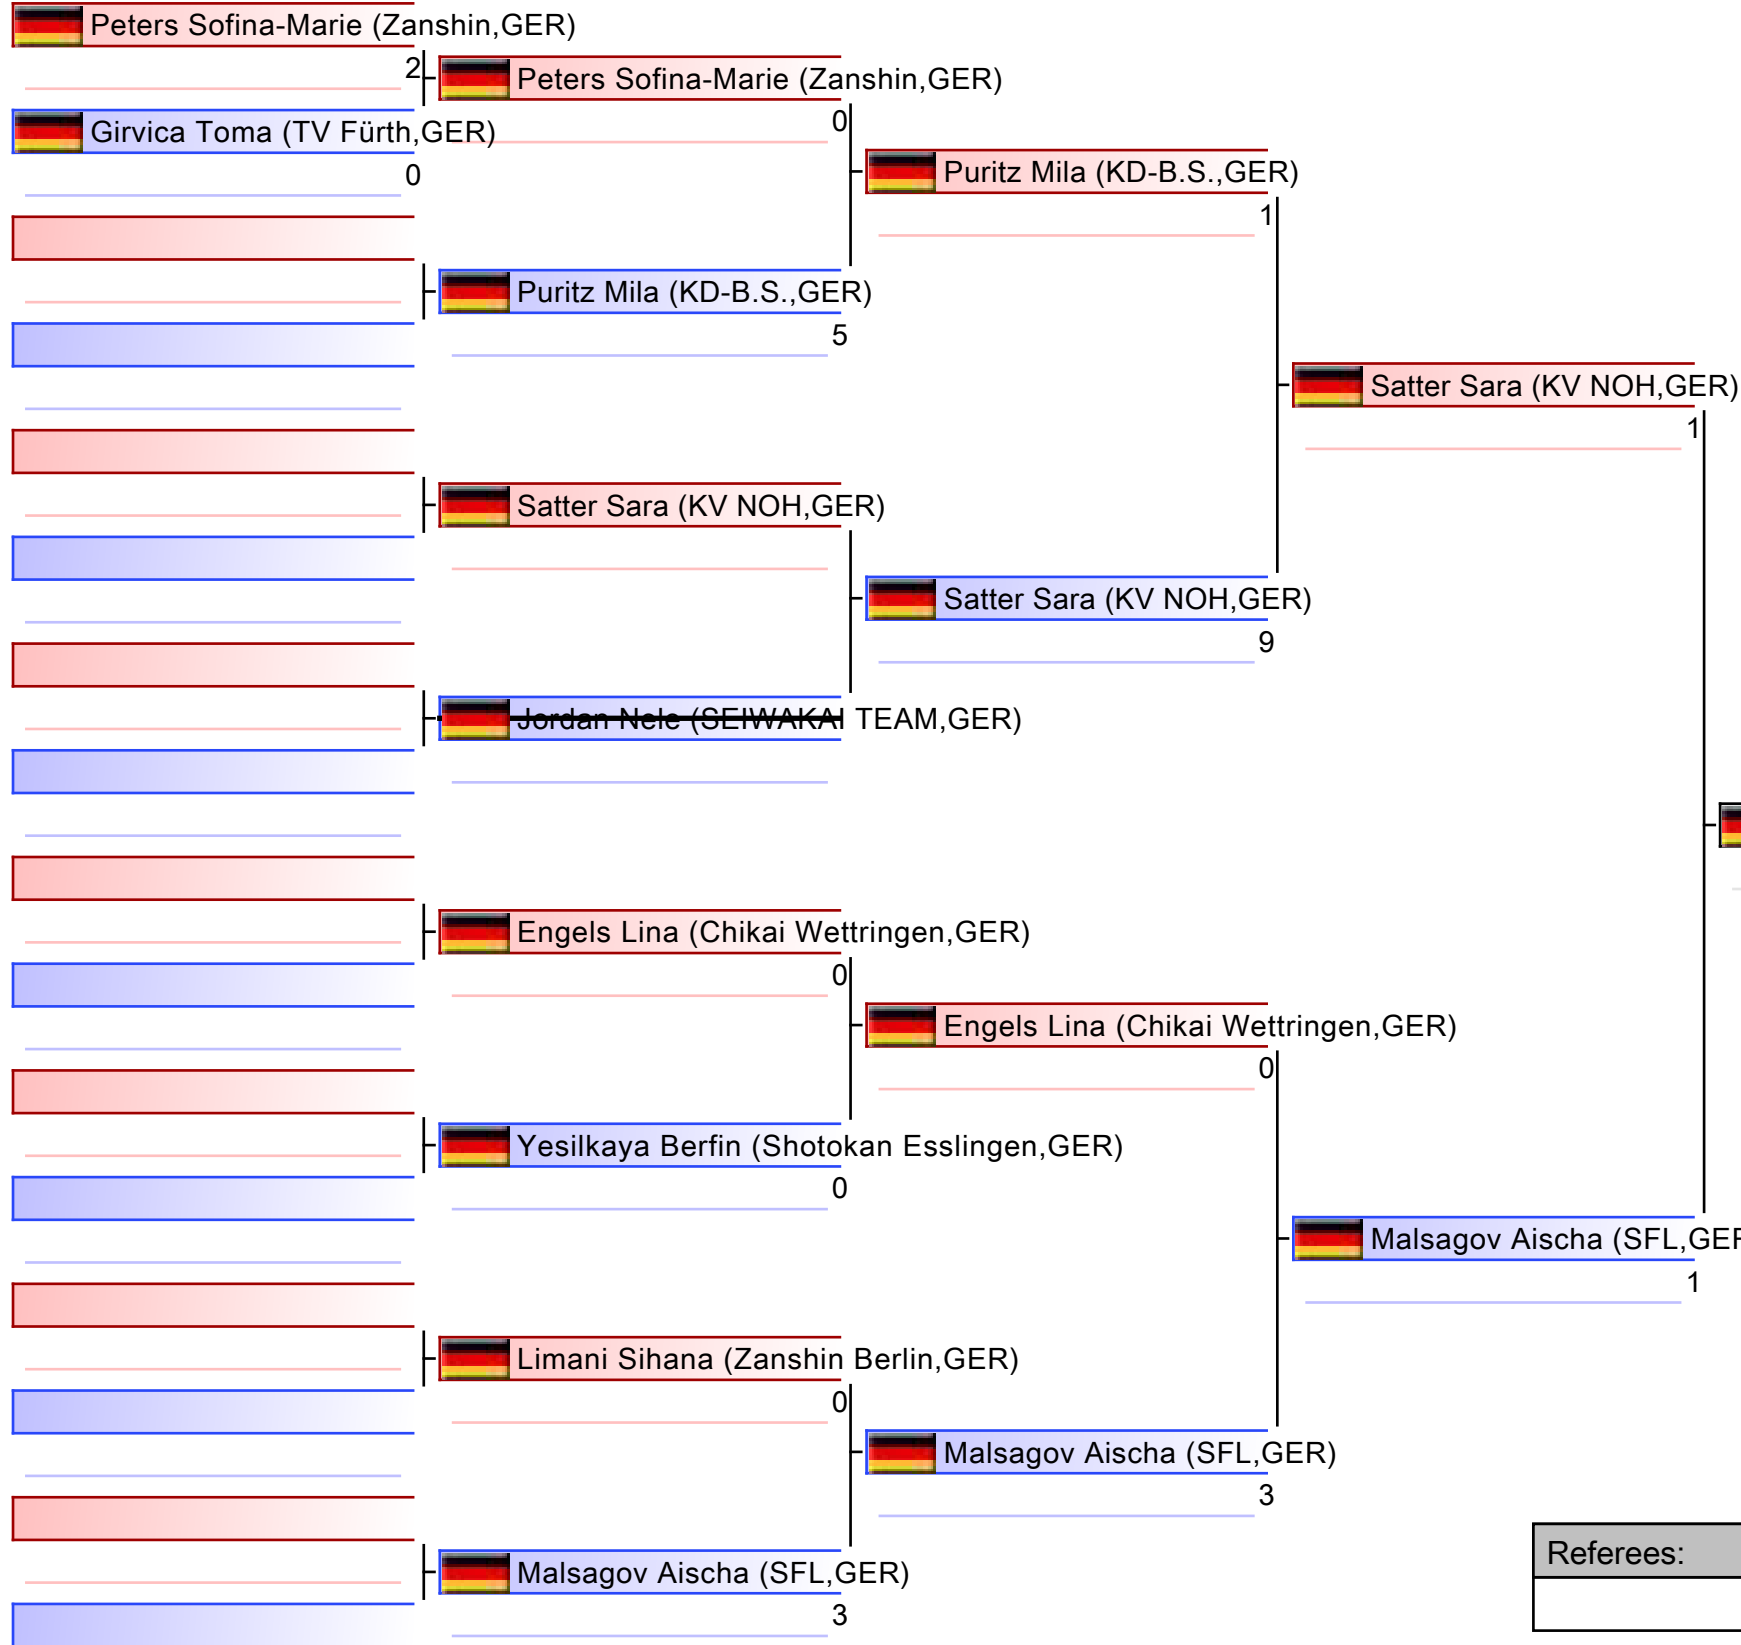 Peters Sofina-Marie (Zanshin,GER)
2
Girvica Toma (TV Fürth,GER)
0
Peters Sofina-Marie (Zanshin,GER)
0
Puritz Mila (KD-B.S.,GER)
5
Satter Sara (KV NOH,GER)
Jordan Nele (SEIWAKAI TEAM,GER)
Engels Lina (Chikai Wettringen,GER)
0
Yesilkaya Berfin (Shotokan Esslingen,GER)
0
Limani Sihana (Zanshin Berlin,GER)
0
Malsagov Aischa (SFL,GER)
3
Puritz Mila (KD-B.S.,GER)
1
Satter Sara (KV NOH,GER)
9
Engels Lina (Chikai Wettringen,GER)
0
Malsagov Aischa (SFL,GER)
3
Satter Sara (KV NOH,GER)
1
Malsagov Aischa (SFL,GE
1
Referees: